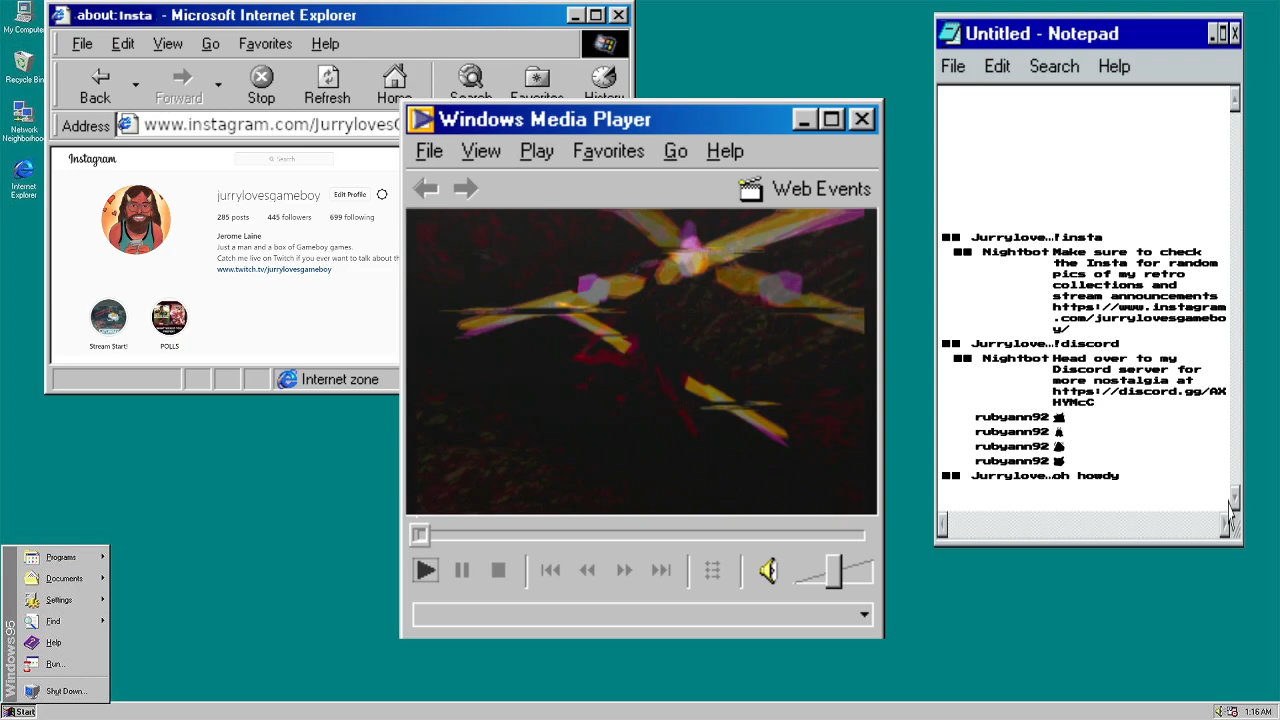 My Compute
Recycle Bin
Network
Neighborhoo
Internet
Explorer
about:insta - Microsoft Internet Explorer
File Edit View Go Favorites Help
Back Forward Stop Refresh Home Search Favorites History
Address www.instagram.com/JurrylovesG
Instagram
Search
jurrylovesgameboy Edit Profile
285 posts 445 followers 699 following
Jerome Laine
Just a man and a box of Gameboy games.
Catch me live on Twitch if you ever want to talk about th
www.twitch.tv/jurrylovesgameboy
Stream Start! POLLS
Internet zone
Windows Media Player
File View Play Favorites Go Help
Web Events
Untitled - Notepad
File Edit Search Help
Jurrylove… !insta
Nightbot Make sure to check
the Insta for random
pics of my retro
collections and
stream announcements
https://www.instagram
.com/jurrylovesgamebo
y/
Jurrylove… !discord
Nightbot Head over to my
Discord server for
more nostalgia at
https://discord.gg/AX
HYMcC
rubyann92
rubyann92
rubyann92
rubyann92
Jurrylove… oh howdy
Programs
Documents
Settings
Find
Help
Run...
Shut Down...
Windows95
Start
1:16 AM